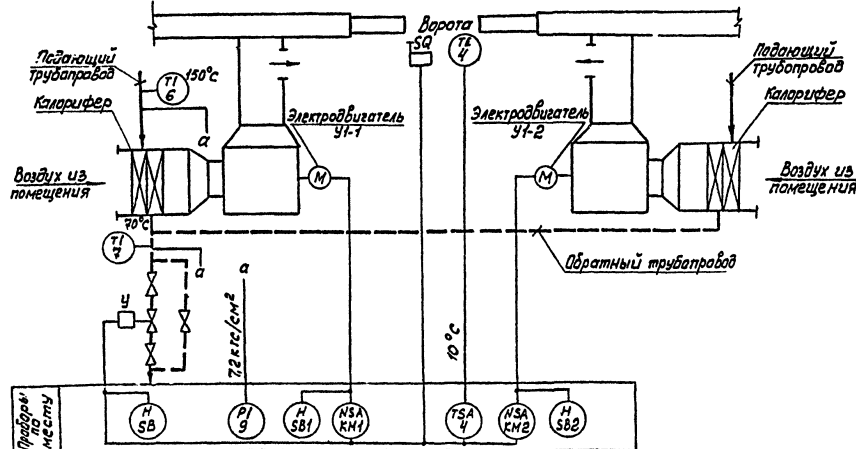 Ворота
SQ
TE
4
Подающий
трубопровод
TI
6
150°С
Калорифер
а
Электродвигатель
У1-1
Электродвигатель
У1-2
Подающий
трубопровод
Калорифер
Воздух из
помещения
М
М
Воздух из
помещения
70°С
TI
7
а
Обратный трубопровод
У
а
7,2 кгс/см²
10°С
Приборы
по
месту
H
SB
PI
9
H
SB1
NSA
KM1
TSA
4
NSA
KM2
H
SB2